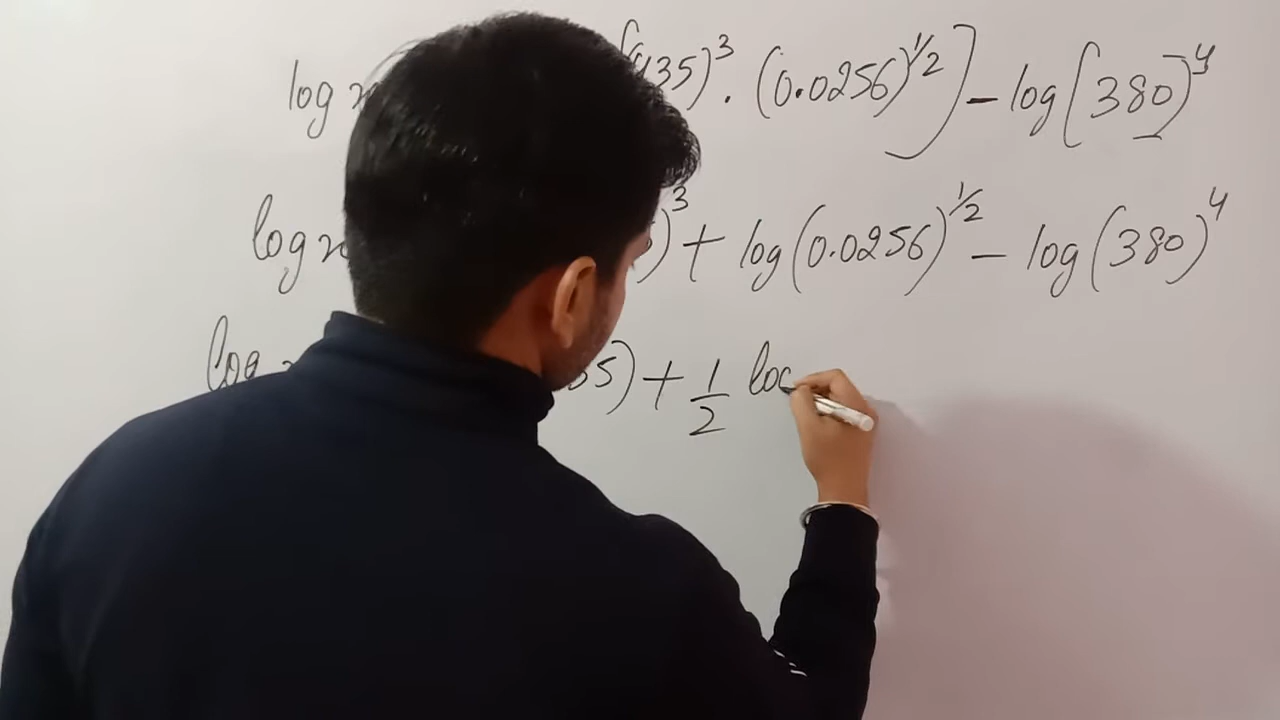 log x 35)³ . (0.0256)^½] - log(380)⁴
log x )³ + log(0.0256)^½ - log(380)⁴
log 35) + 1/2 log